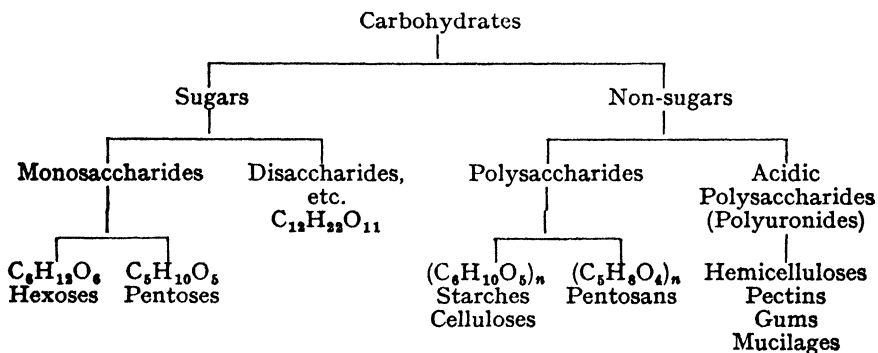 Carbohydrates
Sugars Non-sugars
Monosaccharides Disaccharides, Polysaccharides Acidic
etc. Polysaccharides
C₁₂H₂₂O₁₁ (Polyuronides)
C₆H₁₂O₆ C₅H₁₀O₅ (C₆H₁₀O₅)ₙ (C₅H₈O₄)ₙ Hemicelluloses
Hexoses Pentoses Starches Pentosans Pectins
Celluloses Gums
Mucilages